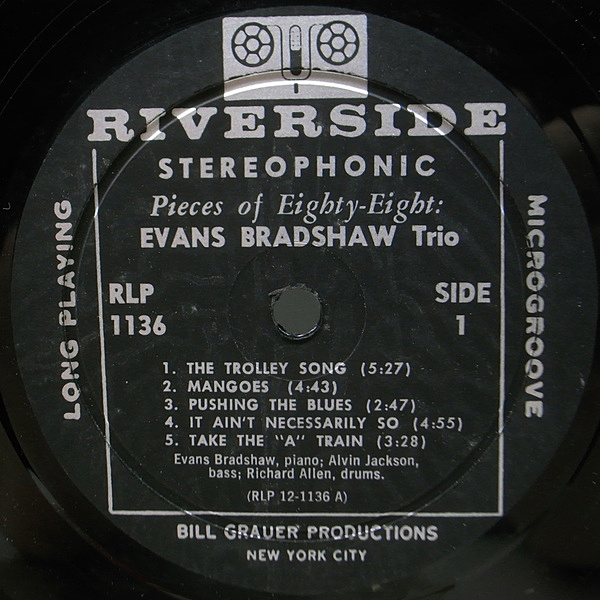 RIVERSIDE
STEREOPHONIC
Pieces of Eighty-Eight:
EVANS BRADSHAW Trio
LONG PLAYING
MICROGROOVE
RLP
1136
SIDE
1
1. THE TROLLEY SONG (5:27)
2. MANGOES (4:43)
3. PUSHING THE BLUES (2:47)
4. IT AIN'T NECESSARILY SO (4:55)
5. TAKE THE "A" TRAIN (3:28)
Evans Bradshaw, piano; Alvin Jackson,
bass; Richard Allen, drums.
(RLP 12-1136 A)
BILL GRAUER PRODUCTIONS
NEW YORK CITY